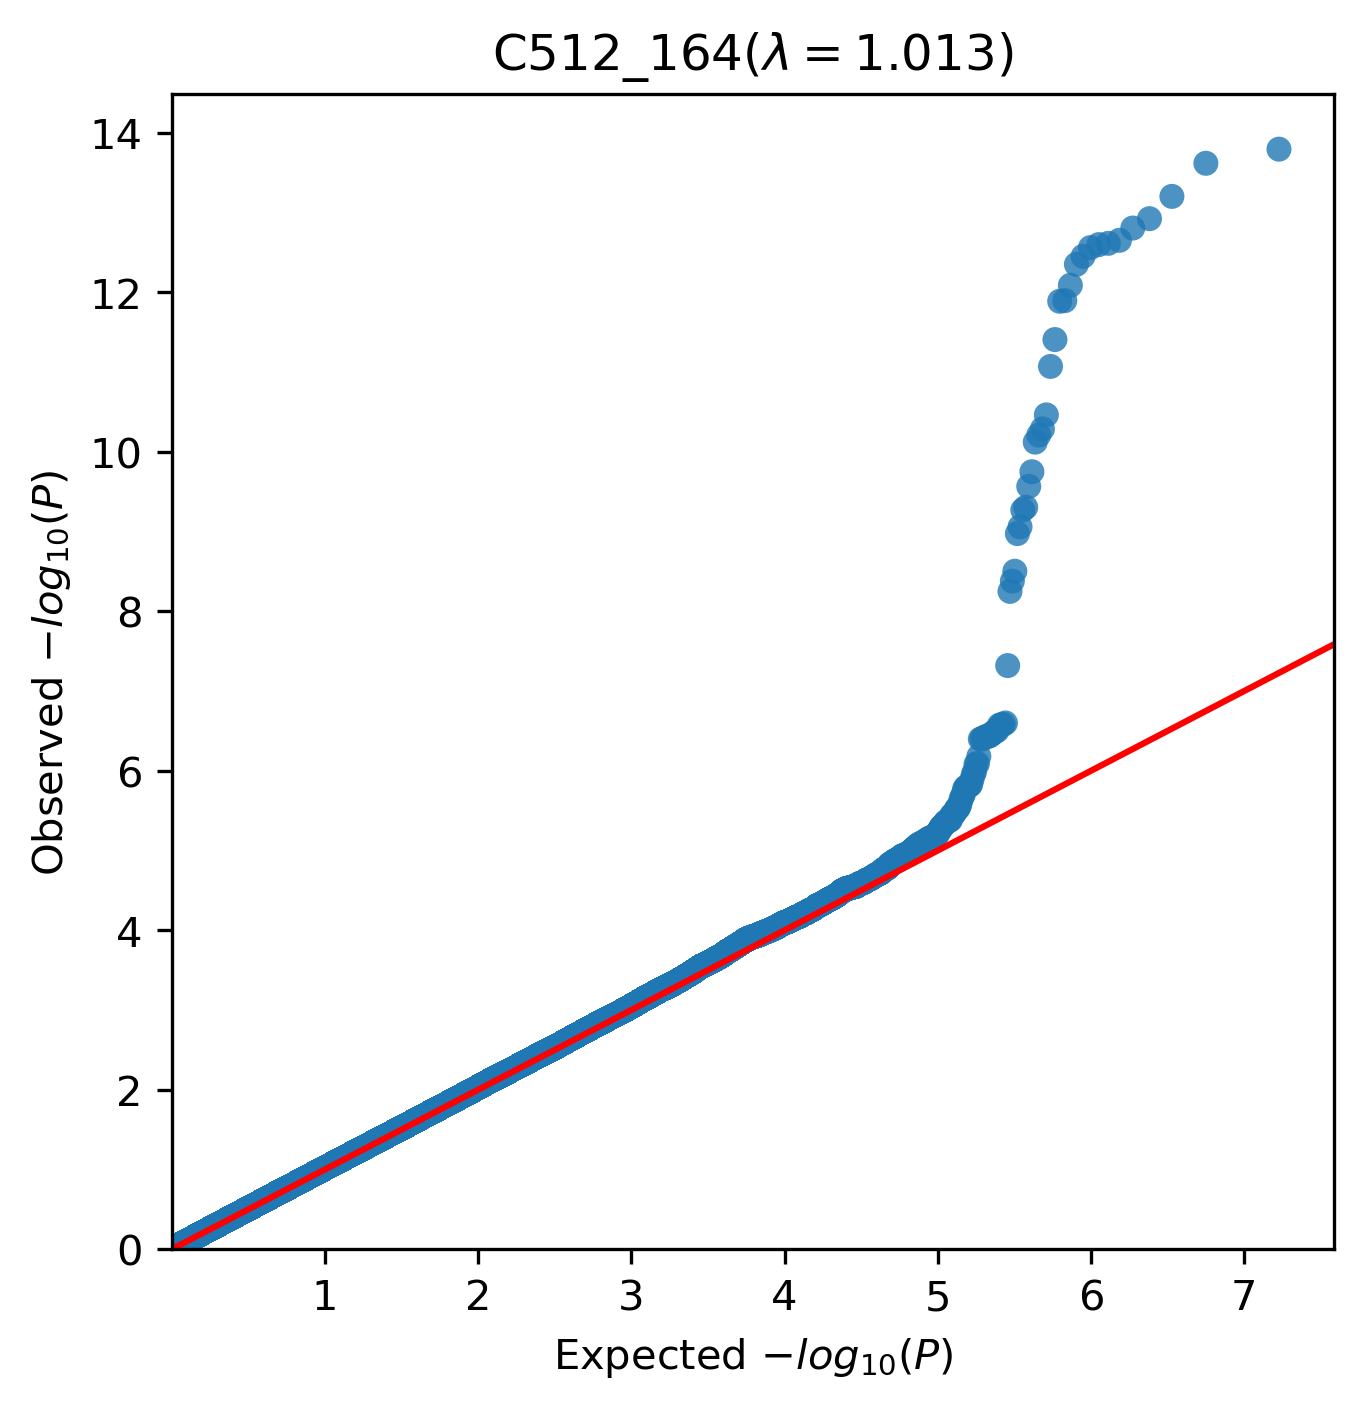 C512_164(λ = 1.013)
Observed −log₁₀(P)
14
12
10
8
6
4
2
0
1 2 3 4 5 6 7
Expected −log₁₀(P)